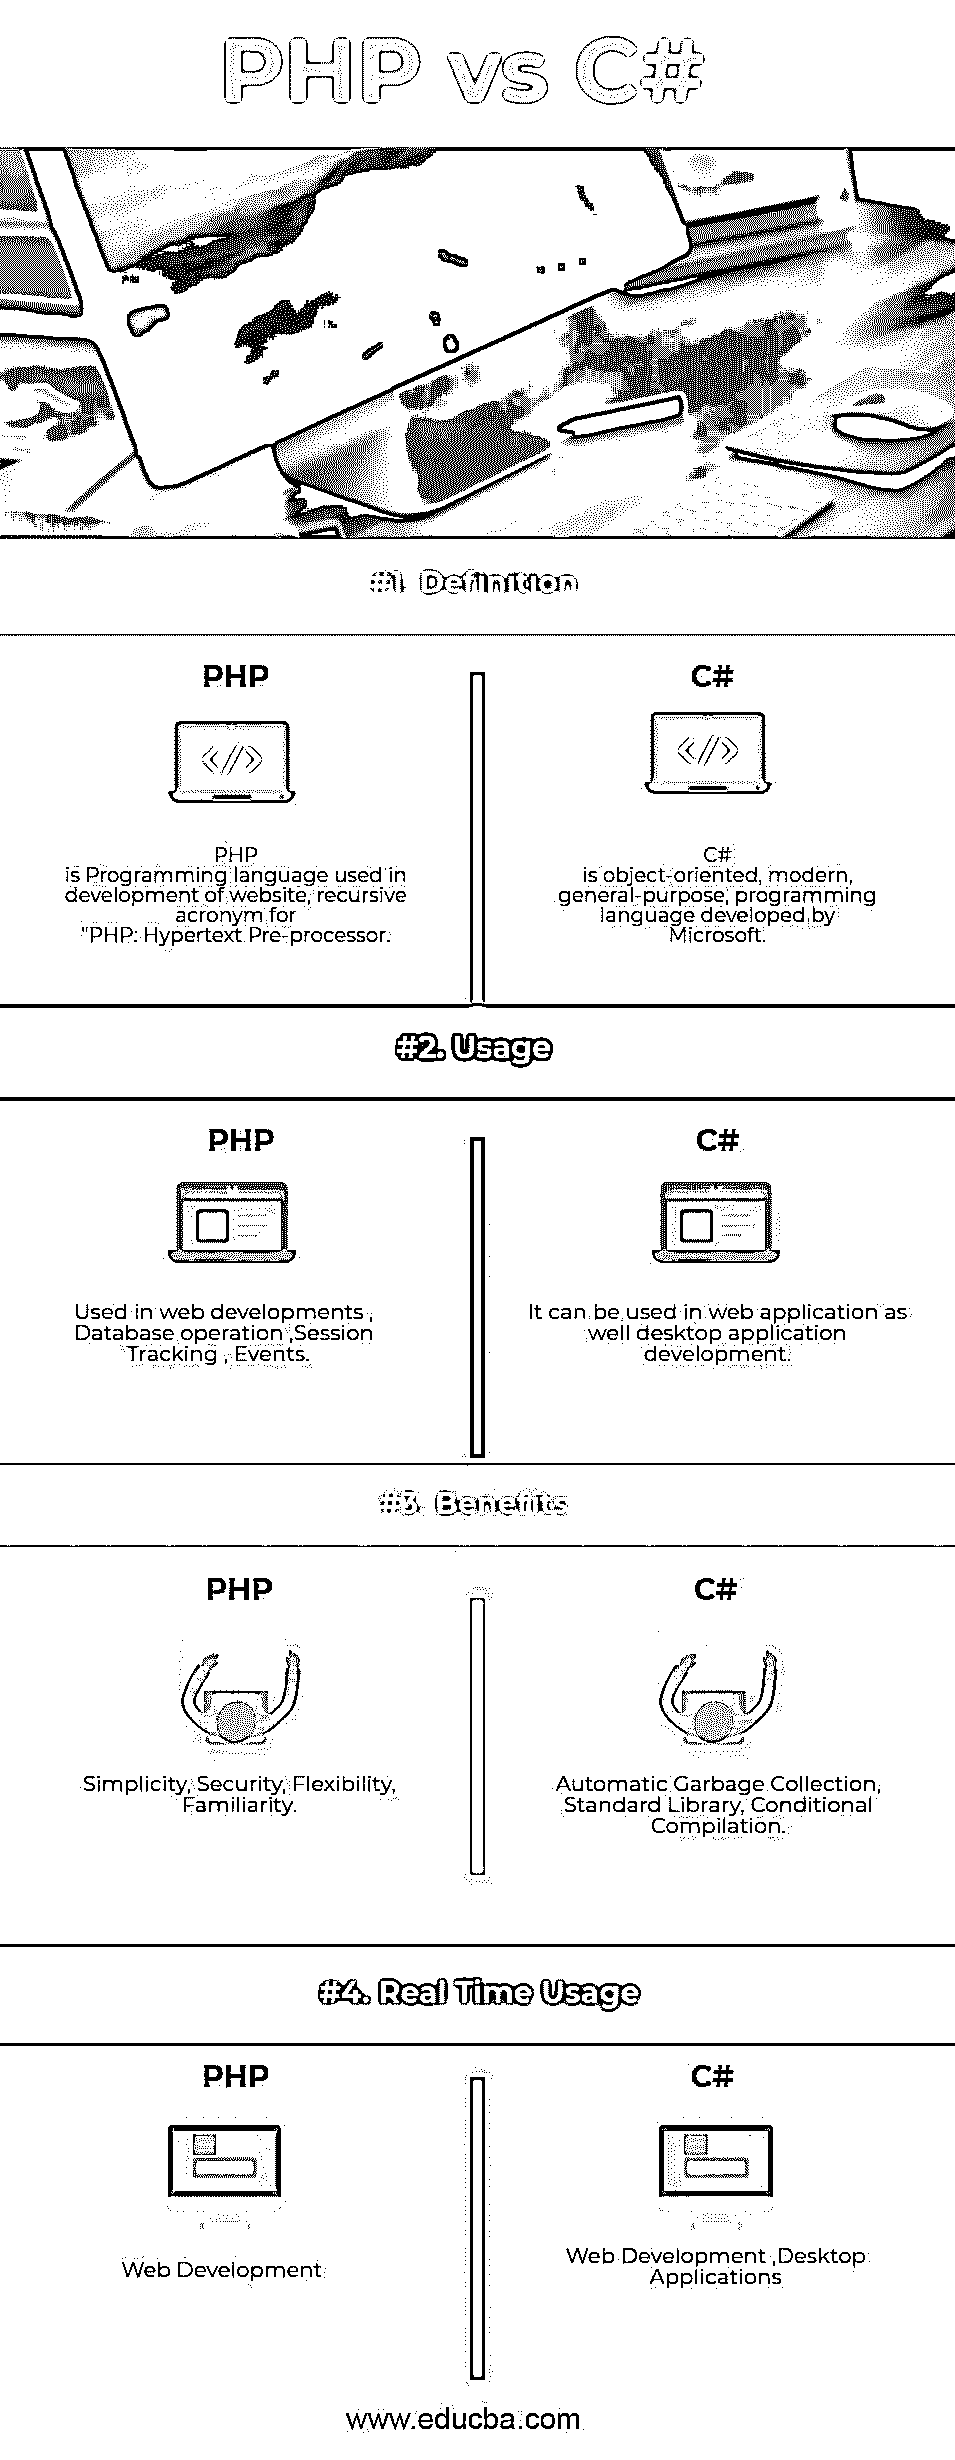 PHP vs C#
#1. Definition
PHP
C#
</>
</>
PHP
is Programming language used in
development of website, recursive
acronym for
"PHP: Hypertext Pre-processor.
C#
is object-oriented, modern,
general-purpose, programming
language developed by
Microsoft.
#2. Usage
PHP
C#
Used in web developments ,
Database operation ,Session
Tracking , Events.
It can be used in web application as
well desktop application
development.
#3. Benefits
PHP
C#
Simplicity, Security, Flexibility,
Familiarity.
Automatic Garbage Collection,
Standard Library, Conditional
Compilation.
#4. Real Time Usage
PHP
C#
Web Development
Web Development ,Desktop
Applications
www.educba.com